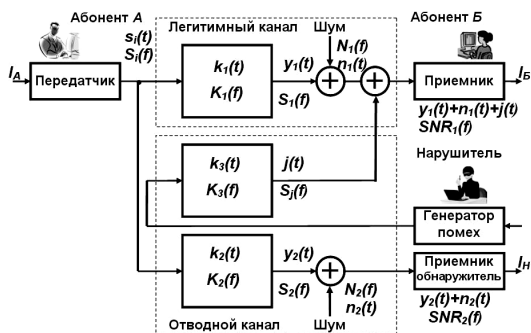 Абонент А
Легитимный канал
Шум
Абонент Б
si(t)
Si(f)
IА
Передатчик
k1(t)
K1(f)
y1(t)
S1(f)
N1(f)
n1(t)
Приемник
IБ
y1(t)+n1(t)+j(t)
SNR1(f)
k3(t)
K3(f)
j(t)
Sj(f)
Нарушитель
Генератор
помех
k2(t)
K2(f)
y2(t)
S2(f)
N2(f)
n2(t)
Приемник
обнаружитель
IН
y2(t)+n2(t)
SNR2(f)
Отводной канал
Шум